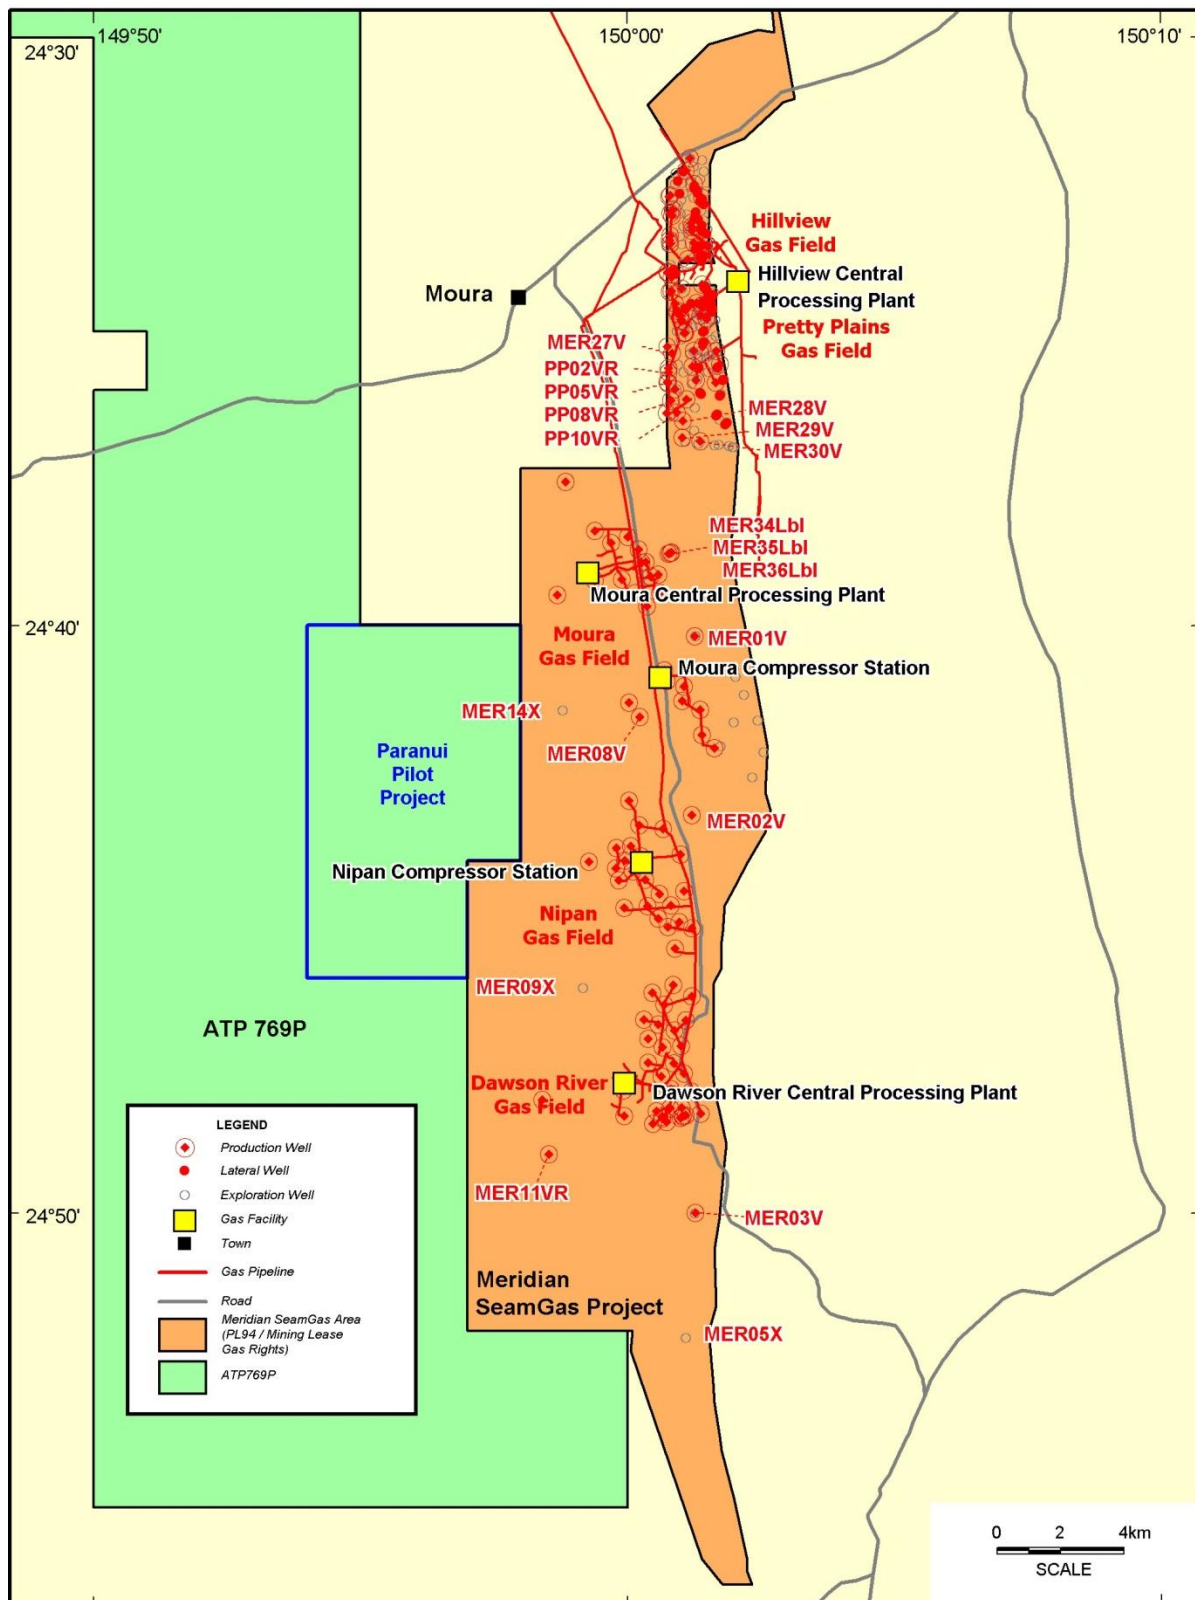 149°50'
150°00'
150°10'
24°30'
Hillview
Gas Field
Hillview Central
Processing Plant
Moura
Pretty Plains
Gas Field
MER27V
PP02VR
PP05VR
PP08VR
PP10VR
MER28V
MER29V
MER30V
MER34Lbl
MER35Lbl
MER36Lbl
Moura Central Processing Plant
24°40'
Moura
Gas Field
MER01V
Moura Compressor Station
MER14X
MER08V
Paranui
Pilot
Project
MER02V
Nipan Compressor Station
Nipan
Gas Field
MER09X
ATP 769P
Dawson River
Gas Field
Dawson River Central Processing Plant
MER11VR
24°50'
MER03V
Meridian
SeamGas Project
MER05X
LEGEND
Production Well
Lateral Well
Exploration Well
Gas Facility
Town
Gas Pipeline
Road
Meridian SeamGas Area
(PL94 / Mining Lease
Gas Rights)
ATP769P
0 2 4km
SCALE